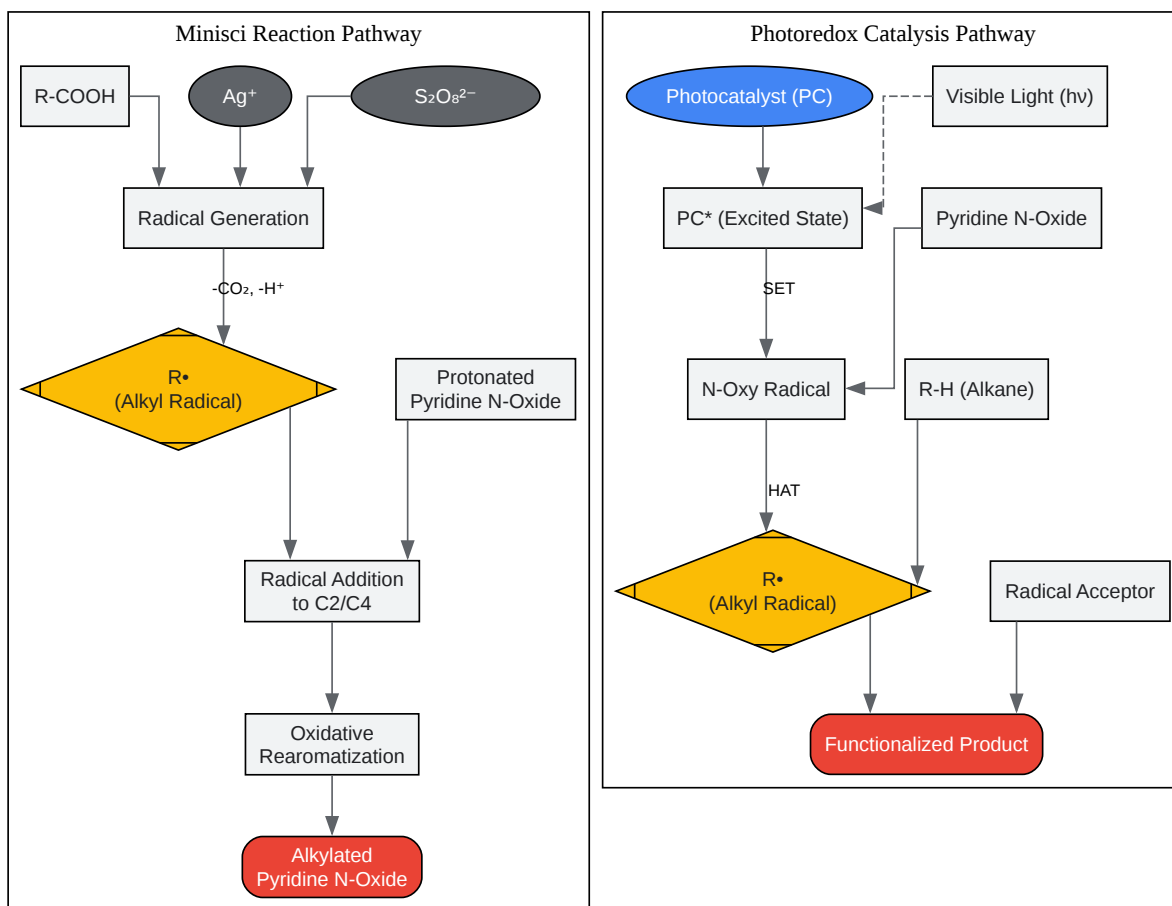 Minisci Reaction Pathway
R-COOH
Ag⁺
S₂O₈²⁻
Radical Generation
-CO₂, -H⁺
R•
(Alkyl Radical)
Protonated
Pyridine N-Oxide
Radical Addition
to C2/C4
Oxidative
Rearomatization
Alkylated
Pyridine N-Oxide
Photoredox Catalysis Pathway
Photocatalyst (PC)
Visible Light (hν)
PC* (Excited State)
Pyridine N-Oxide
SET
N-Oxy Radical
R-H (Alkane)
HAT
R•
(Alkyl Radical)
Radical Acceptor
Functionalized Product